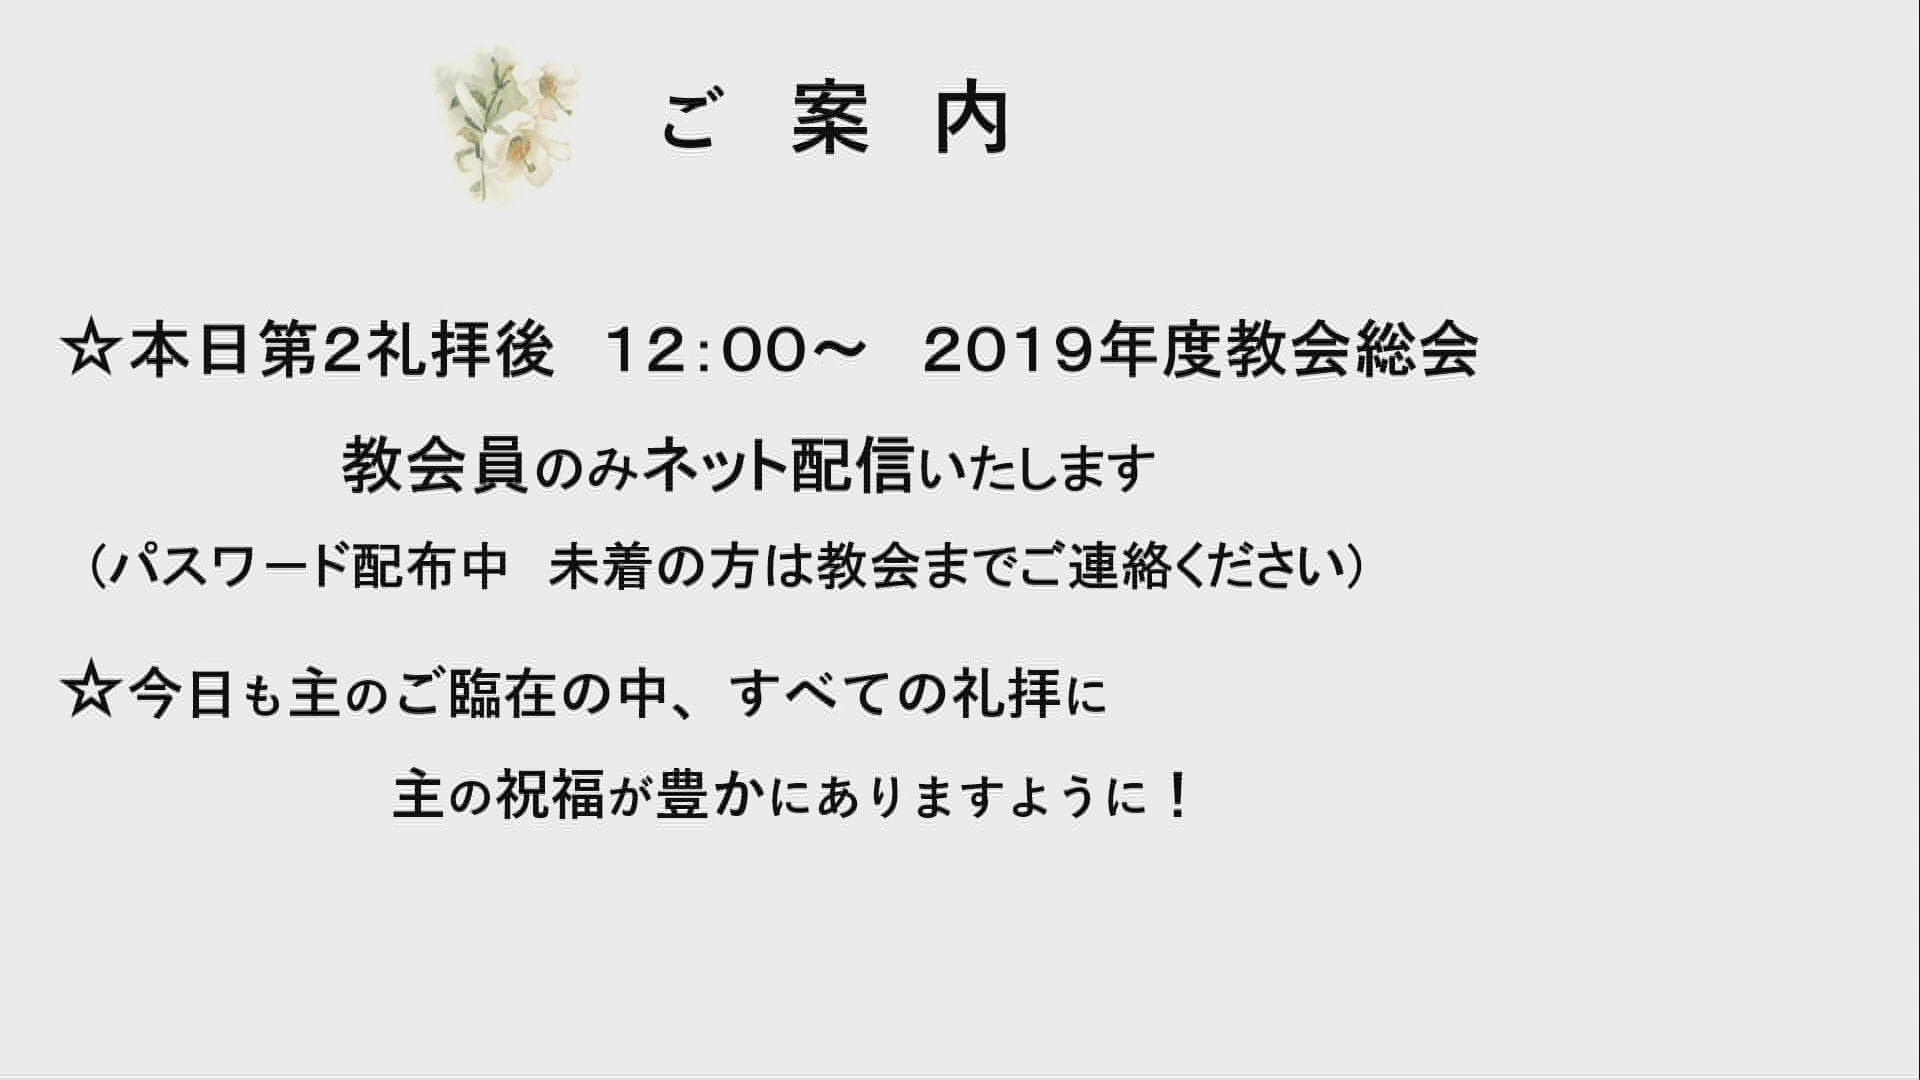 ご　案　内
☆本日第２礼拝後　１２：００～　２０１９年度教会総会
教会員のみネット配信いたします
（パスワード配布中　未着の方は教会までご連絡ください）
☆今日も主のご臨在の中、すべての礼拝に
主の祝福が豊かにありますように！